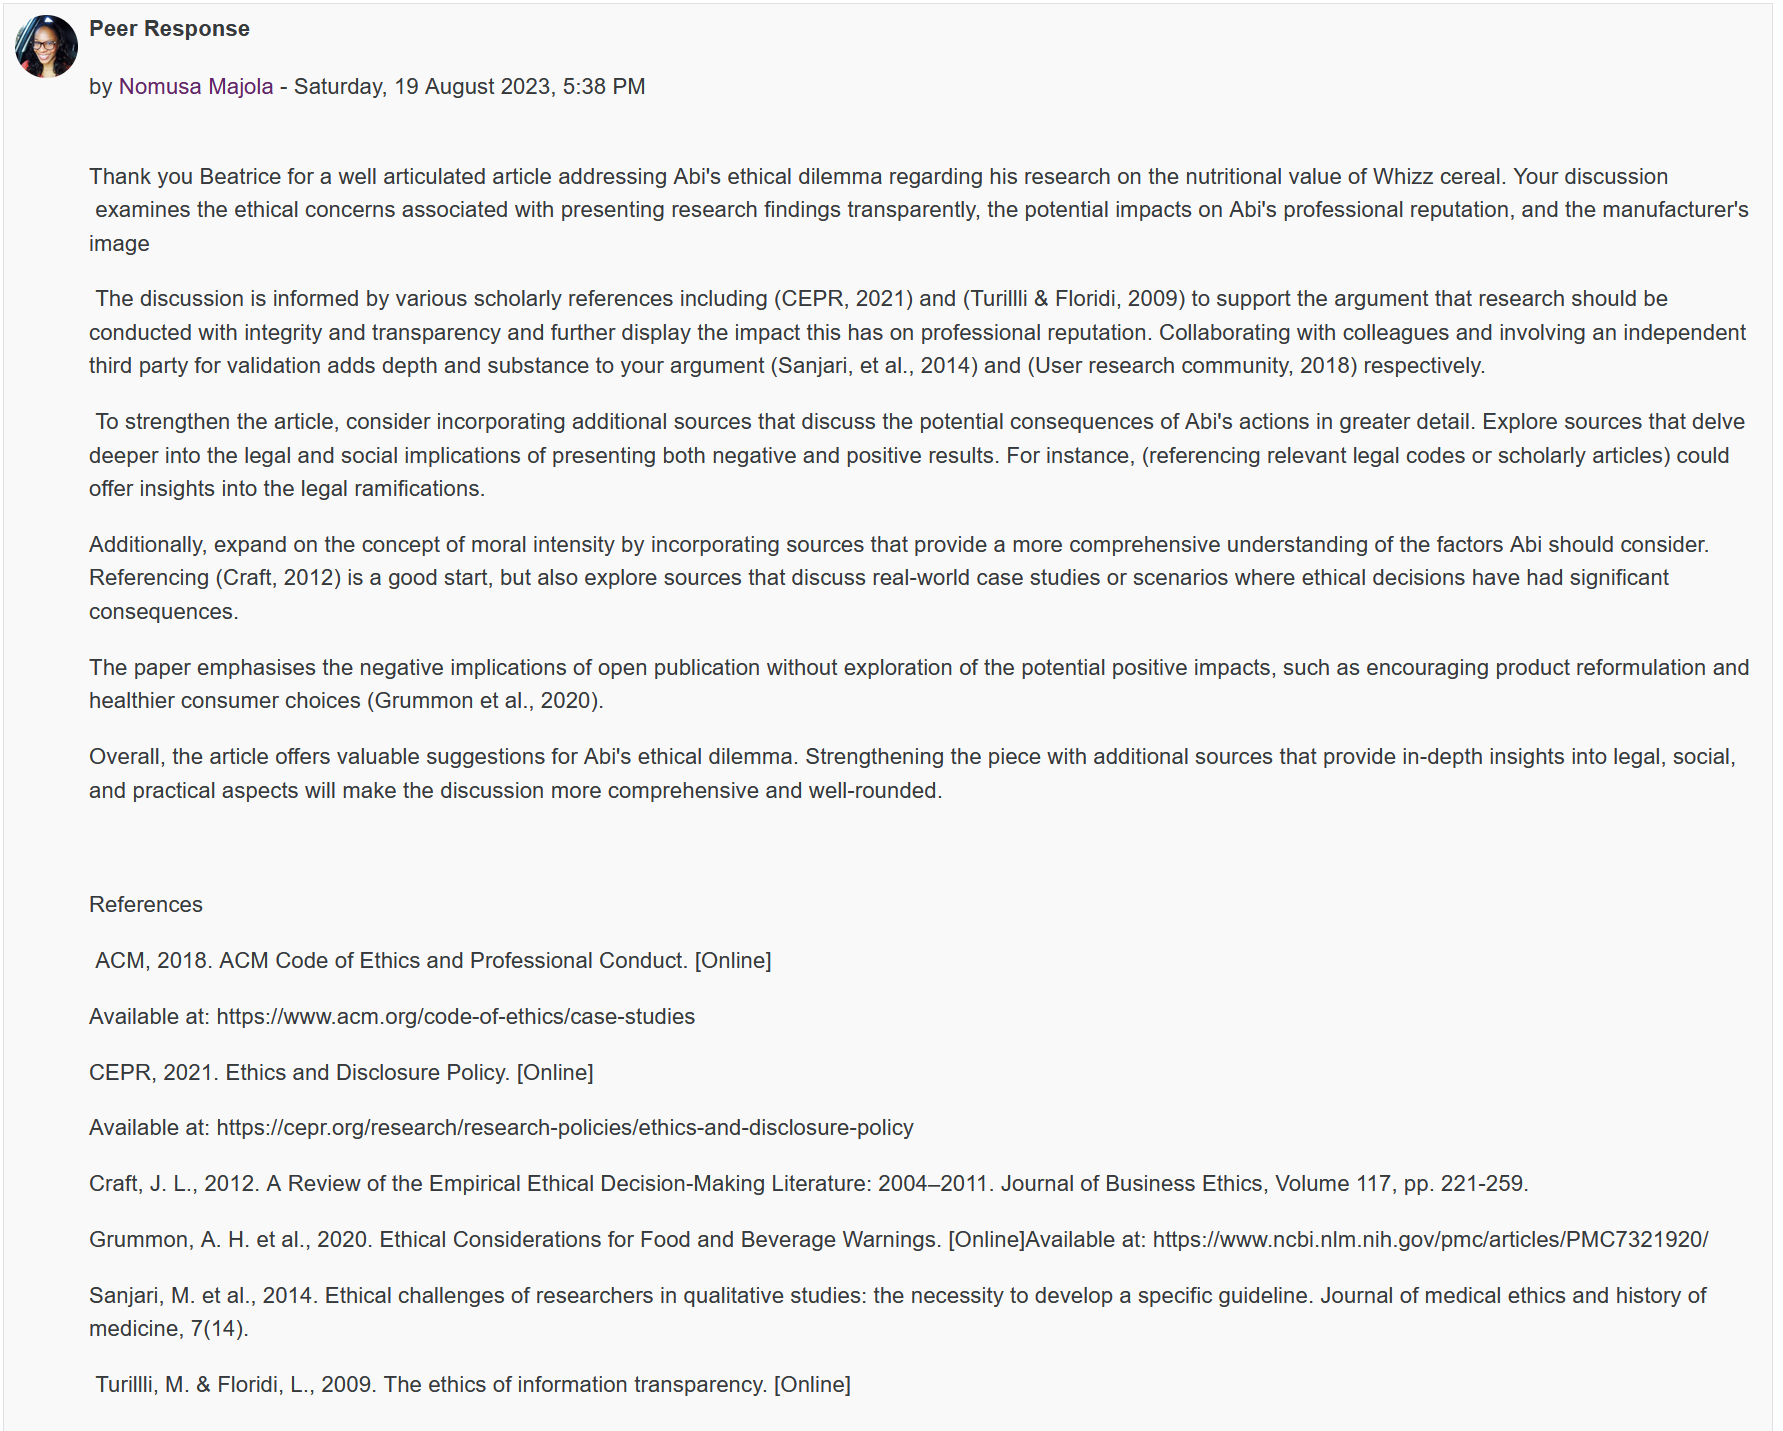 Peer Response
by Nomusa Majola - Saturday, 19 August 2023, 5:38 PM
Thank you Beatrice for a well articulated article addressing Abi's ethical dilemma regarding his research on the nutritional value of Whizz cereal. Your discussion
examines the ethical concerns associated with presenting research findings transparently, the potential impacts on Abi's professional reputation, and the manufacturer's
image
The discussion is informed by various scholarly references including (CEPR, 2021) and (Turillli & Floridi, 2009) to support the argument that research should be
conducted with integrity and transparency and further display the impact this has on professional reputation. Collaborating with colleagues and involving an independent
third party for validation adds depth and substance to your argument (Sanjari, et al., 2014) and (User research community, 2018) respectively.
To strengthen the article, consider incorporating additional sources that discuss the potential consequences of Abi's actions in greater detail. Explore sources that delve
deeper into the legal and social implications of presenting both negative and positive results. For instance, (referencing relevant legal codes or scholarly articles) could
offer insights into the legal ramifications.
Additionally, expand on the concept of moral intensity by incorporating sources that provide a more comprehensive understanding of the factors Abi should consider.
Referencing (Craft, 2012) is a good start, but also explore sources that discuss real-world case studies or scenarios where ethical decisions have had significant
consequences.
The paper emphasises the negative implications of open publication without exploration of the potential positive impacts, such as encouraging product reformulation and
healthier consumer choices (Grummon et al., 2020).
Overall, the article offers valuable suggestions for Abi's ethical dilemma. Strengthening the piece with additional sources that provide in-depth insights into legal, social,
and practical aspects will make the discussion more comprehensive and well-rounded.
References
ACM, 2018. ACM Code of Ethics and Professional Conduct. [Online]
Available at: https://www.acm.org/code-of-ethics/case-studies
CEPR, 2021. Ethics and Disclosure Policy. [Online]
Available at: https://cepr.org/research/research-policies/ethics-and-disclosure-policy
Craft, J. L., 2012. A Review of the Empirical Ethical Decision-Making Literature: 2004–2011. Journal of Business Ethics, Volume 117, pp. 221-259.
Grummon, A. H. et al., 2020. Ethical Considerations for Food and Beverage Warnings. [Online]Available at: https://www.ncbi.nlm.nih.gov/pmc/articles/PMC7321920/
Sanjari, M. et al., 2014. Ethical challenges of researchers in qualitative studies: the necessity to develop a specific guideline. Journal of medical ethics and history of
medicine, 7(14).
Turillli, M. & Floridi, L., 2009. The ethics of information transparency. [Online]